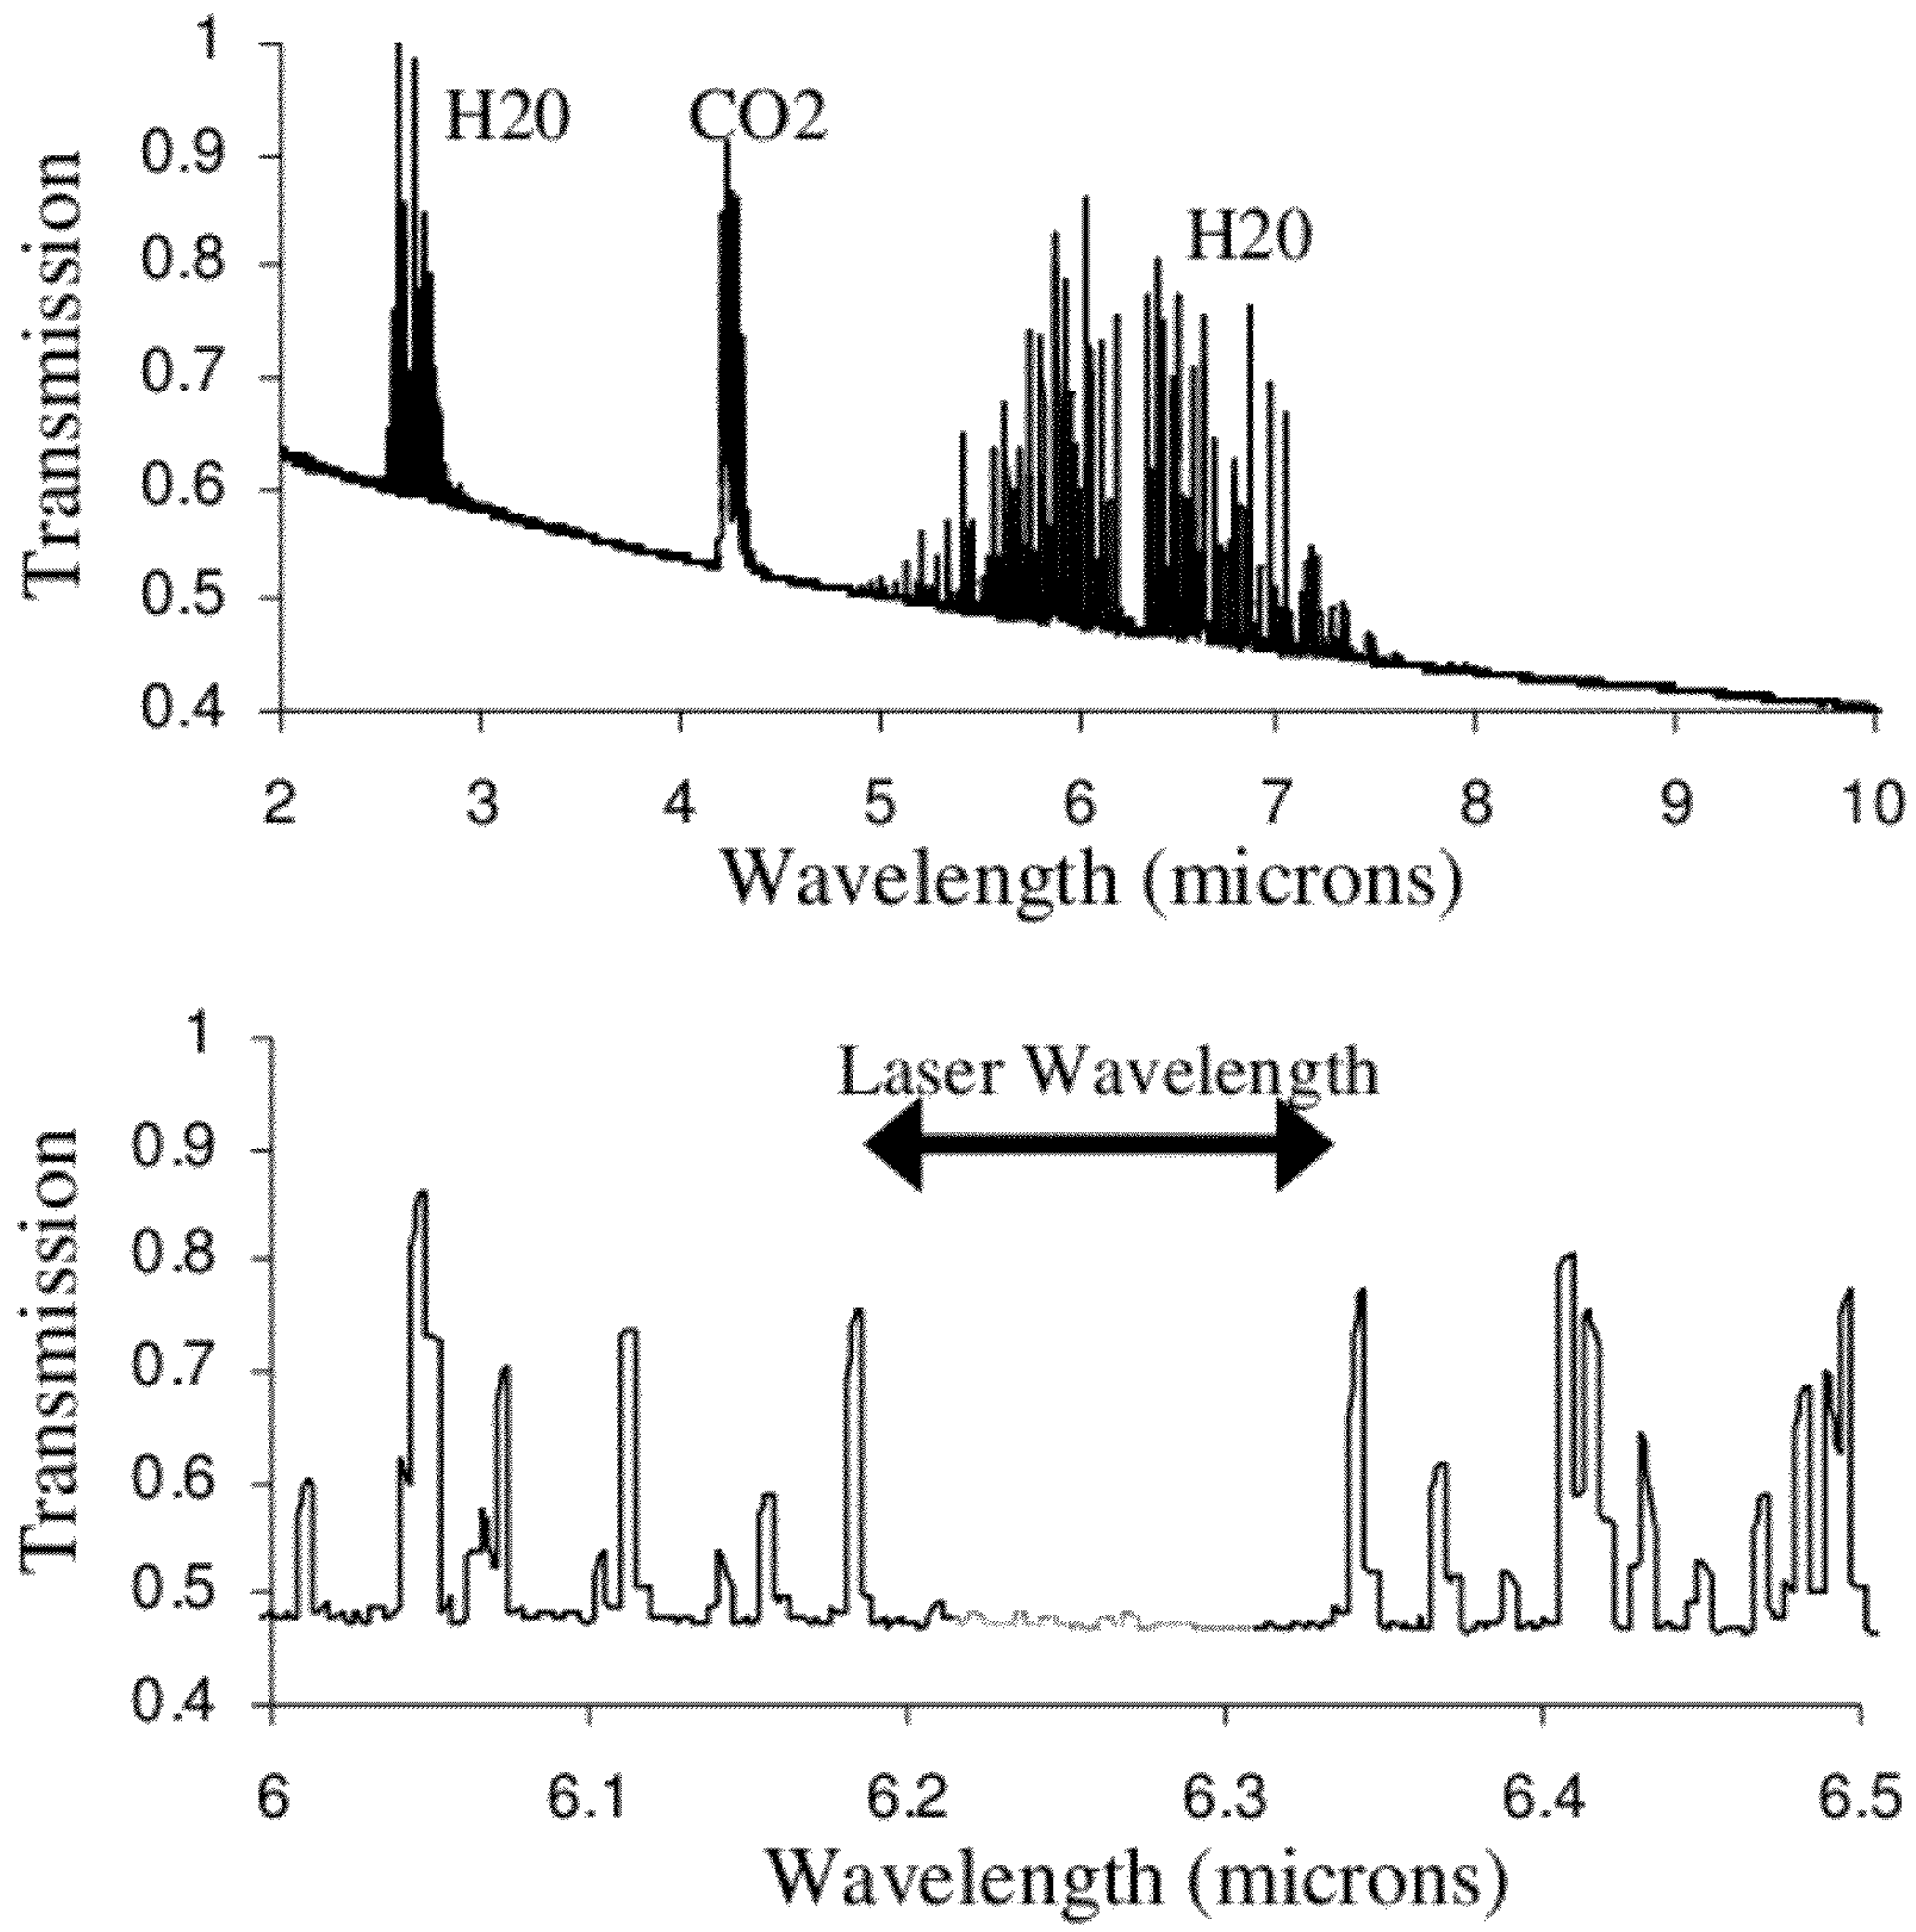 1
H20
CO2
0.9
0.8
H20
0.7
0.6
0.5
0.4
Transmission
2 3 4 5 6 7 8 9 10
Wavelength (microns)
1
Laser Wavelength
0.9
0.8
0.7
0.6
0.5
0.4
Transmission
6 6.1 6.2 6.3 6.4 6.5
Wavelength (microns)